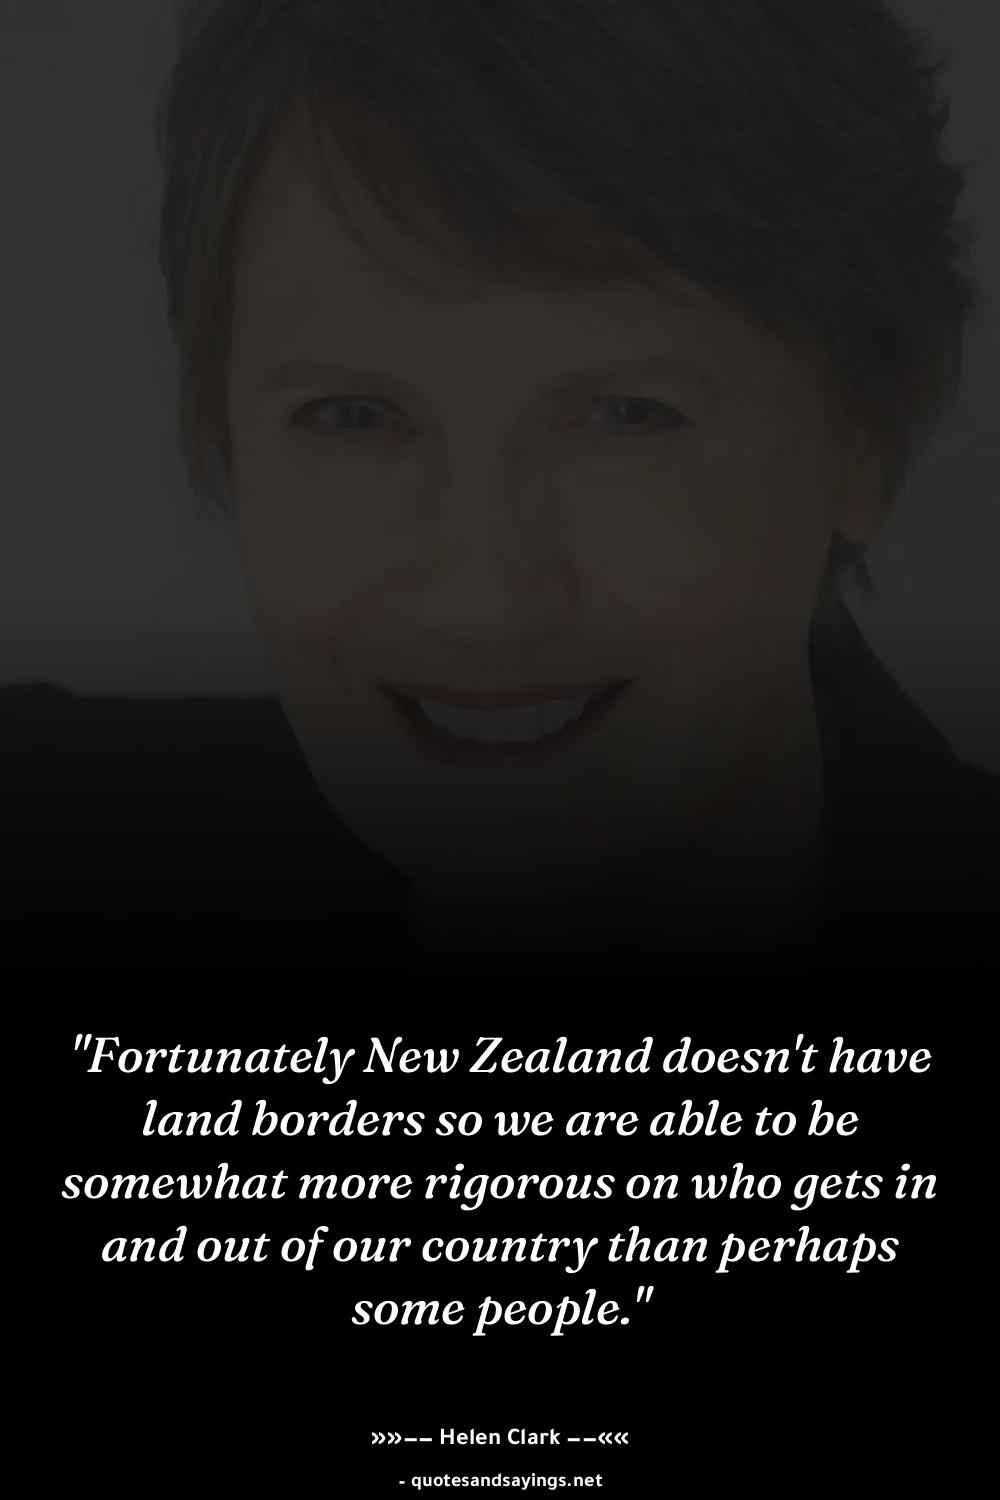 "Fortunately New Zealand doesn't have
land borders so we are able to be
somewhat more rigorous on who gets in
and out of our country than perhaps
some people."
»»−− Helen Clark −−««
- quotesandsayings.net